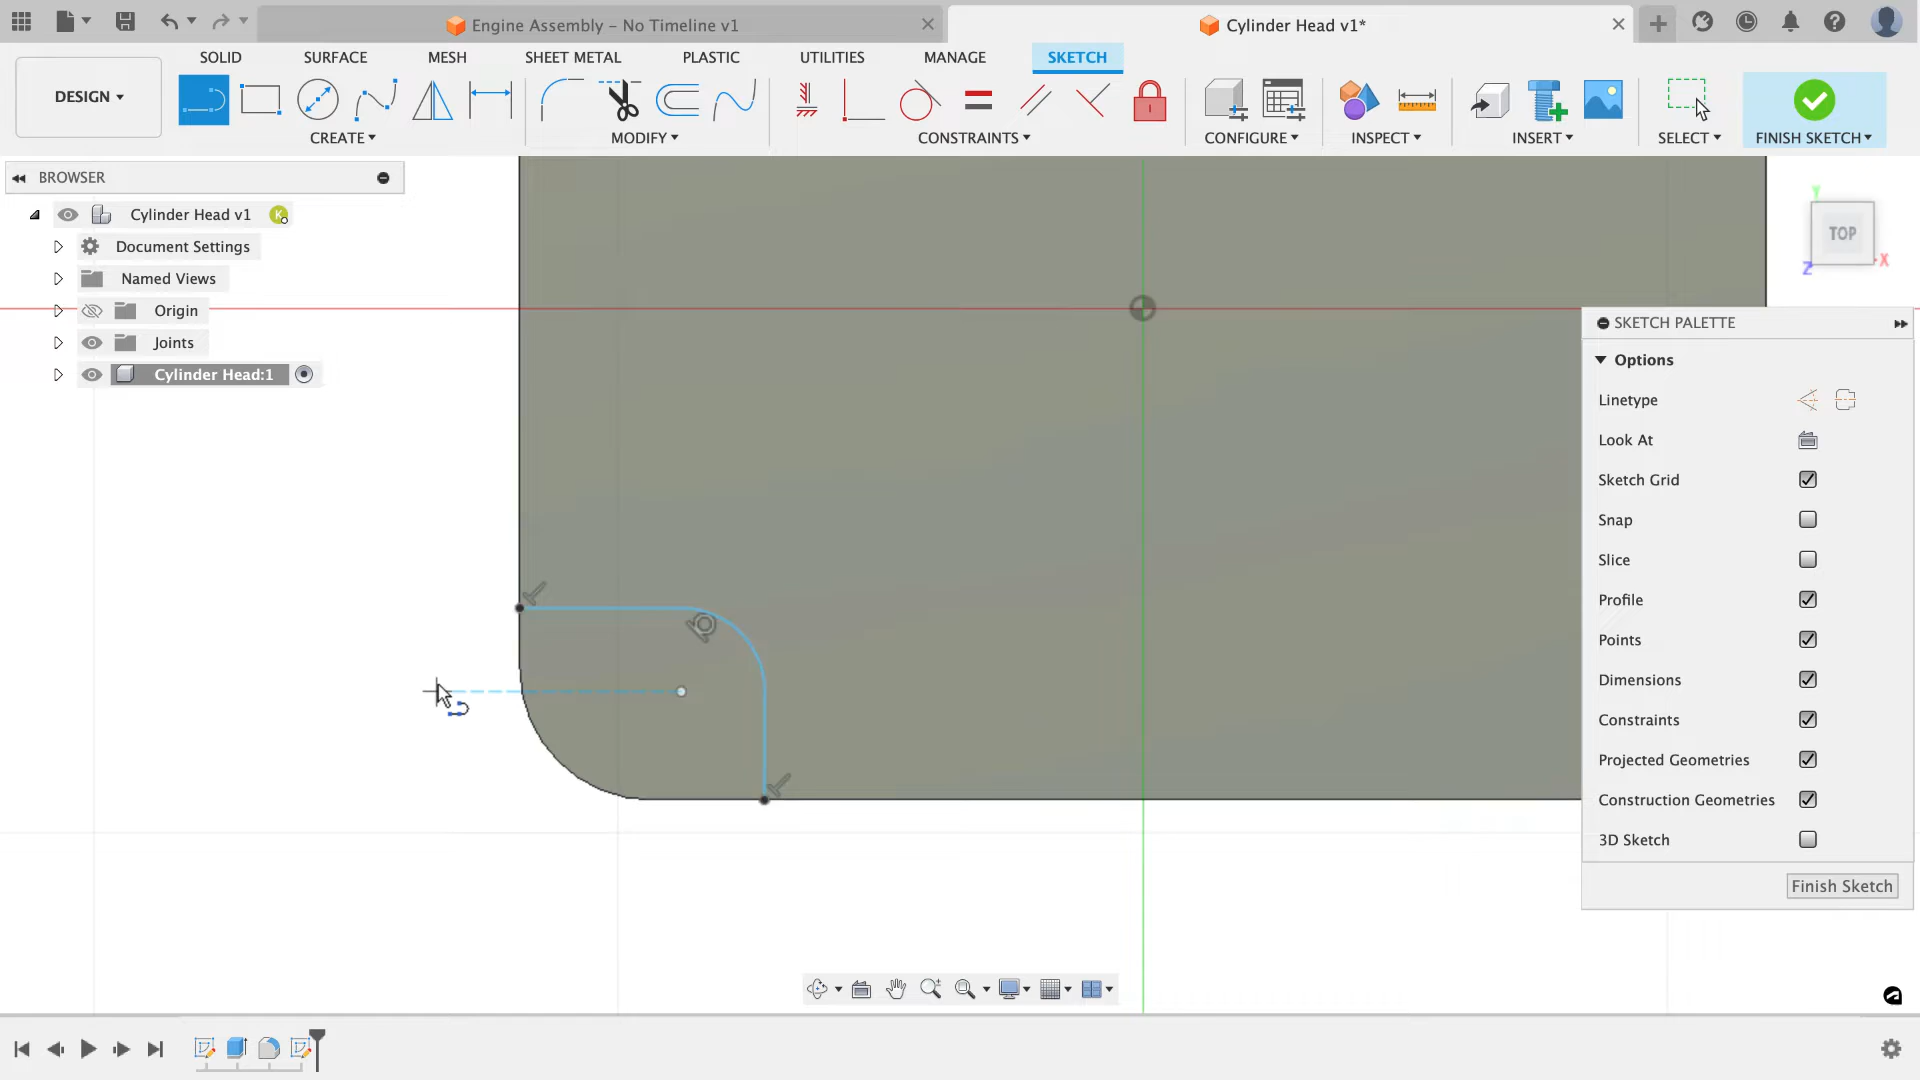 Engine Assembly – No Timeline v1
Cylinder Head v1*
DESIGN
SOLID
SURFACE
MESH
SHEET METAL
PLASTIC
UTILITIES
MANAGE
SKETCH
CREATE
MODIFY
CONSTRAINTS
CONFIGURE
INSPECT
INSERT
SELECT
FINISH SKETCH
BROWSER
Cylinder Head v1
K
Document Settings
Named Views
Origin
Joints
Cylinder Head:1
Y
TOP
X
Z
SKETCH PALETTE
Options
Linetype
Look At
Sketch Grid
Snap
Slice
Profile
Points
Dimensions
Constraints
Projected Geometries
Construction Geometries
3D Sketch
Finish Sketch